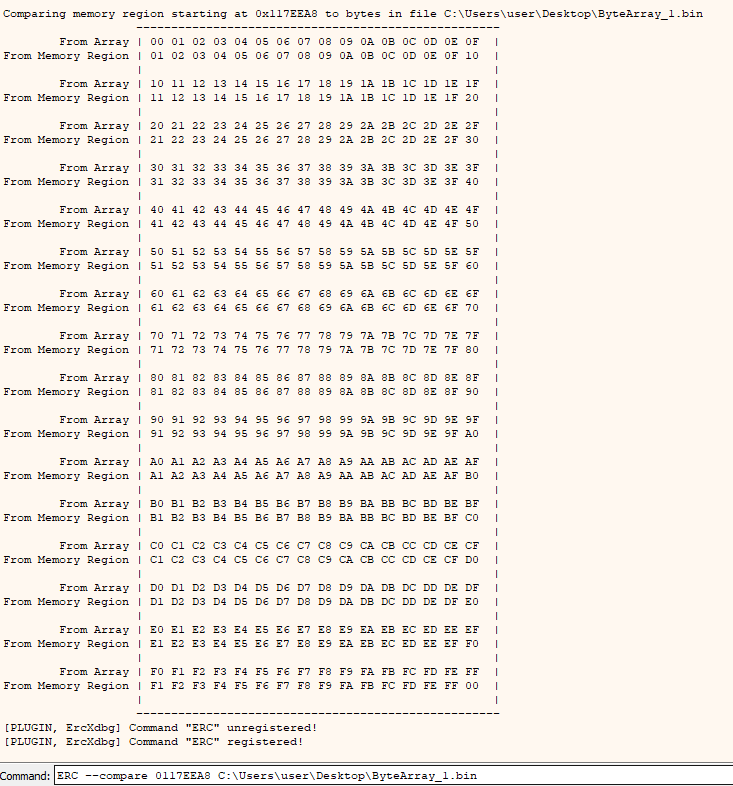 Comparing memory region starting at 0x117EEA8 to bytes in file C:\Users\user\Desktop\ByteArray_1.bin
----------------------------------------------------
From Array | 00 01 02 03 04 05 06 07 08 09 0A 0B 0C 0D 0E 0F |
From Memory Region | 01 02 03 04 05 06 07 08 09 0A 0B 0C 0D 0E 0F 10 |
| |
From Array | 10 11 12 13 14 15 16 17 18 19 1A 1B 1C 1D 1E 1F |
From Memory Region | 11 12 13 14 15 16 17 18 19 1A 1B 1C 1D 1E 1F 20 |
| |
From Array | 20 21 22 23 24 25 26 27 28 29 2A 2B 2C 2D 2E 2F |
From Memory Region | 21 22 23 24 25 26 27 28 29 2A 2B 2C 2D 2E 2F 30 |
| |
From Array | 30 31 32 33 34 35 36 37 38 39 3A 3B 3C 3D 3E 3F |
From Memory Region | 31 32 33 34 35 36 37 38 39 3A 3B 3C 3D 3E 3F 40 |
| |
From Array | 40 41 42 43 44 45 46 47 48 49 4A 4B 4C 4D 4E 4F |
From Memory Region | 41 42 43 44 45 46 47 48 49 4A 4B 4C 4D 4E 4F 50 |
| |
From Array | 50 51 52 53 54 55 56 57 58 59 5A 5B 5C 5D 5E 5F |
From Memory Region | 51 52 53 54 55 56 57 58 59 5A 5B 5C 5D 5E 5F 60 |
| |
From Array | 60 61 62 63 64 65 66 67 68 69 6A 6B 6C 6D 6E 6F |
From Memory Region | 61 62 63 64 65 66 67 68 69 6A 6B 6C 6D 6E 6F 70 |
| |
From Array | 70 71 72 73 74 75 76 77 78 79 7A 7B 7C 7D 7E 7F |
From Memory Region | 71 72 73 74 75 76 77 78 79 7A 7B 7C 7D 7E 7F 80 |
| |
From Array | 80 81 82 83 84 85 86 87 88 89 8A 8B 8C 8D 8E 8F |
From Memory Region | 81 82 83 84 85 86 87 88 89 8A 8B 8C 8D 8E 8F 90 |
| |
From Array | 90 91 92 93 94 95 96 97 98 99 9A 9B 9C 9D 9E 9F |
From Memory Region | 91 92 93 94 95 96 97 98 99 9A 9B 9C 9D 9E 9F A0 |
| |
From Array | A0 A1 A2 A3 A4 A5 A6 A7 A8 A9 AA AB AC AD AE AF |
From Memory Region | A1 A2 A3 A4 A5 A6 A7 A8 A9 AA AB AC AD AE AF B0 |
| |
From Array | B0 B1 B2 B3 B4 B5 B6 B7 B8 B9 BA BB BC BD BE BF |
From Memory Region | B1 B2 B3 B4 B5 B6 B7 B8 B9 BA BB BC BD BE BF C0 |
| |
From Array | C0 C1 C2 C3 C4 C5 C6 C7 C8 C9 CA CB CC CD CE CF |
From Memory Region | C1 C2 C3 C4 C5 C6 C7 C8 C9 CA CB CC CD CE CF D0 |
| |
From Array | D0 D1 D2 D3 D4 D5 D6 D7 D8 D9 DA DB DC DD DE DF |
From Memory Region | D1 D2 D3 D4 D5 D6 D7 D8 D9 DA DB DC DD DE DF E0 |
| |
From Array | E0 E1 E2 E3 E4 E5 E6 E7 E8 E9 EA EB EC ED EE EF |
From Memory Region | E1 E2 E3 E4 E5 E6 E7 E8 E9 EA EB EC ED EE EF F0 |
| |
From Array | F0 F1 F2 F3 F4 F5 F6 F7 F8 F9 FA FB FC FD FE FF |
From Memory Region | F1 F2 F3 F4 F5 F6 F7 F8 F9 FA FB FC FD FE FF 00 |
| |
----------------------------------------------------
[PLUGIN, ErcXdbg] Command "ERC" unregistered!
[PLUGIN, ErcXdbg] Command "ERC" registered!
Command: ERC --compare 0117EEA8 C:\Users\user\Desktop\ByteArray_1.bin